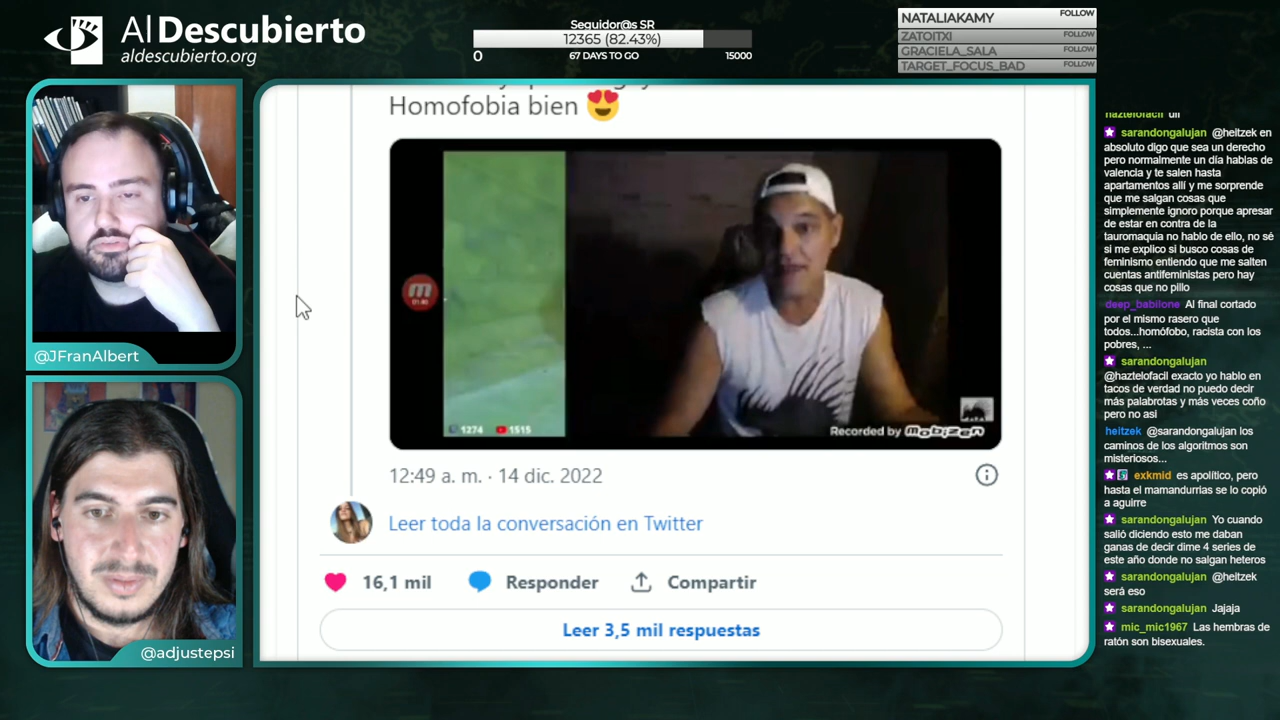 Al Descubierto
aldescubierto.org
Seguidor@s SR
12365 (82.43%)
0
67 DAYS TO GO
15000
NATALIAKAMY FOLLOW
ZATOITXI FOLLOW
GRACIELA_SALA FOLLOW
TARGET_FOCUS_BAD FOLLOW
@JFranAlbert
@adjustepsi
Homofobia bien 😍
1274 1515
Recorded by mobizen
12:49 a. m. · 14 dic. 2022
Leer toda la conversación en Twitter
16,1 mil Responder Compartir
Leer 3,5 mil respuestas
haztelofacil
sarandongalujan @heitzek en
absoluto digo que sea un derecho
pero normalmente un día hablas de
valencia y te salen hasta
apartamentos allí y me sorprende
que me salgan cosas que
simplemente ignoro porque apresar
de estar en contra de la
tauromaquia no hablo de ello, no sé
si me explico si busco cosas de
feminismo entiendo que me salten
cuentas antifeministas pero hay
cosas que no pillo
deep_babilone Al final cortado
por el mismo rasero que
todos...homófobo, racista con los
pobres, ...
sarandongalujan
@haztelofacil exacto yo hablo en
tacos de verdad no puedo decir
más palabrotas y más veces coño
pero no asi
heitzek @sarandongalujan los
caminos de los algoritmos son
misteriosos...
exkmid es apolítico, pero
hasta el mamandurrias se lo copió
a aguirre
sarandongalujan Yo cuando
salió diciendo esto me daban
ganas de decir dime 4 series de
este año donde no salgan heteros
sarandongalujan @heitzek
será eso
sarandongalujan Jajaja
mic_mic1967 Las hembras de
ratón son bisexuales.